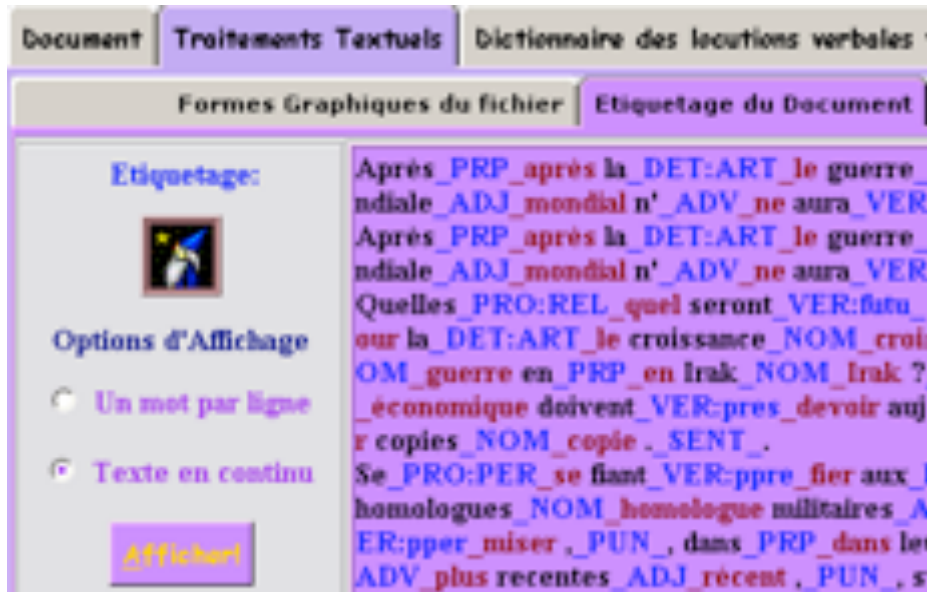 Document Traitements Textuels Dictionnaire des locutions verbales
Formes Graphiques du fichier Etiquetage du Document
Etiquetage:
Options d'Affichage
Un mot par ligne
Texte en continu
Afficher!
Après_PRP_après la_DET:ART_le guerre_
ndiale_ADJ_mondial n'_ADV_ne aura_VER
Après_PRP_après la_DET:ART_le guerre_
ndiale_ADJ_mondial n'_ADV_ne aura_VER
Quelles_PRO:REL_quel seront_VER:futu_
our la_DET:ART_le croissance_NOM_crois
OM_guerre en_PRP_en Irak_NOM_Irak ?
_économique doivent_VER:pres_devoir auj
r copies_NOM_copie ._SENT_.
Se_PRO:PER_se fiant_VER:ppre_fier aux_
homologues_NOM_homologue militaires_A
ER:pper_miser ,_PUN_, dans_PRP_dans le
ADV_plus recentes_ADJ_récent ,_PUN_, s